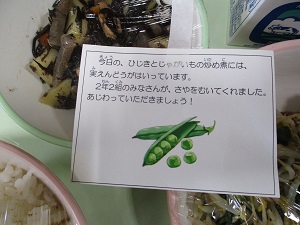 今日の、ひじきとじゃがいもの炒め煮には、
実えんどうがはいっています。
2年2組のみなさんが、さやをむいてくれました。
あじわっていただきましょう！